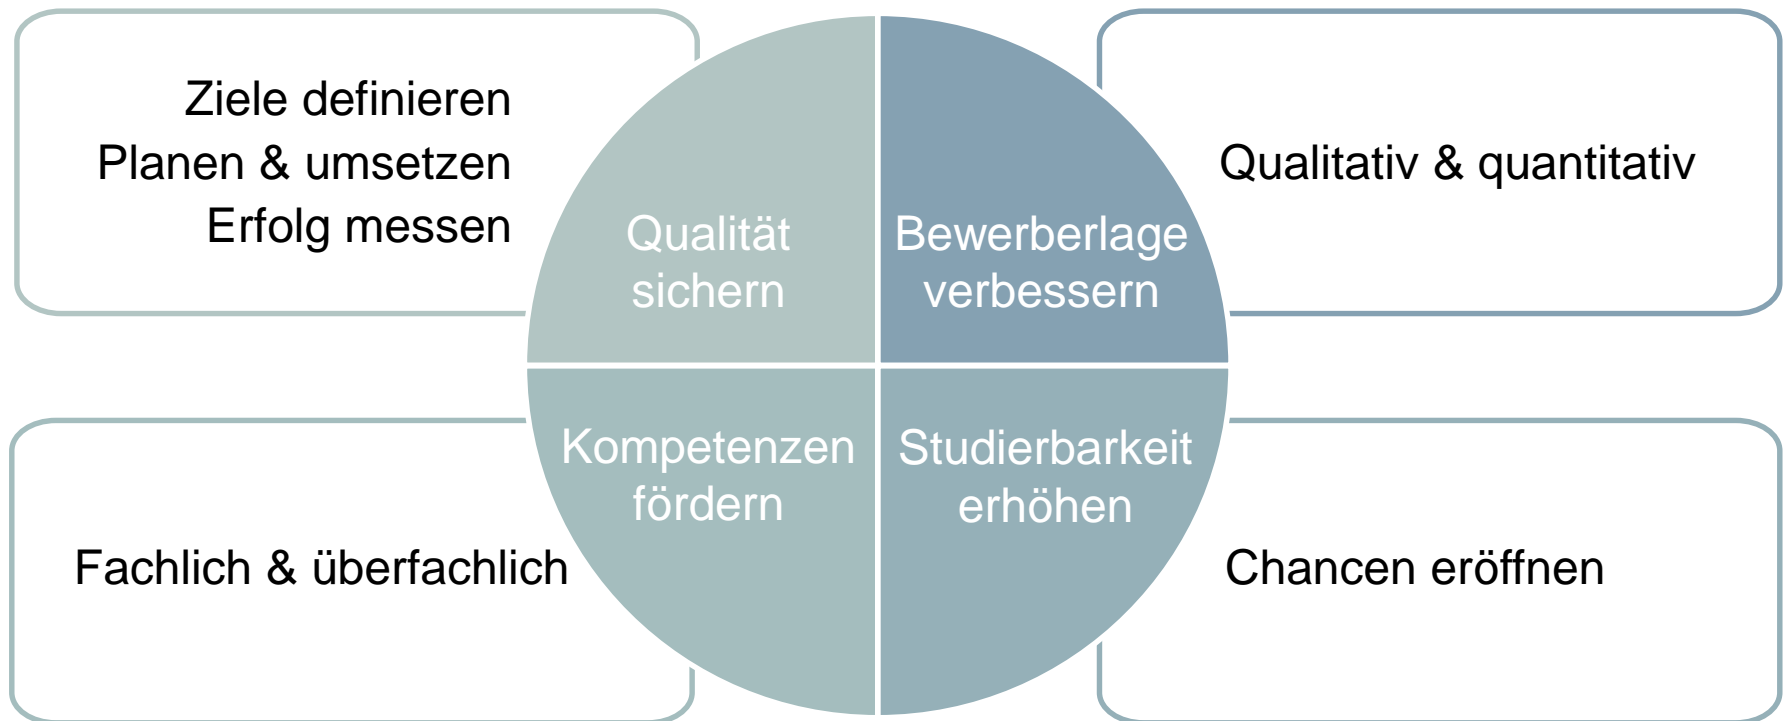 Ziele definieren
Planen & umsetzen
Erfolg messen
Qualität
sichern
Bewerberlage
verbessern
Qualitativ & quantitativ
Kompetenzen
fördern
Fachlich & überfachlich
Studierbarkeit
erhöhen
Chancen eröffnen